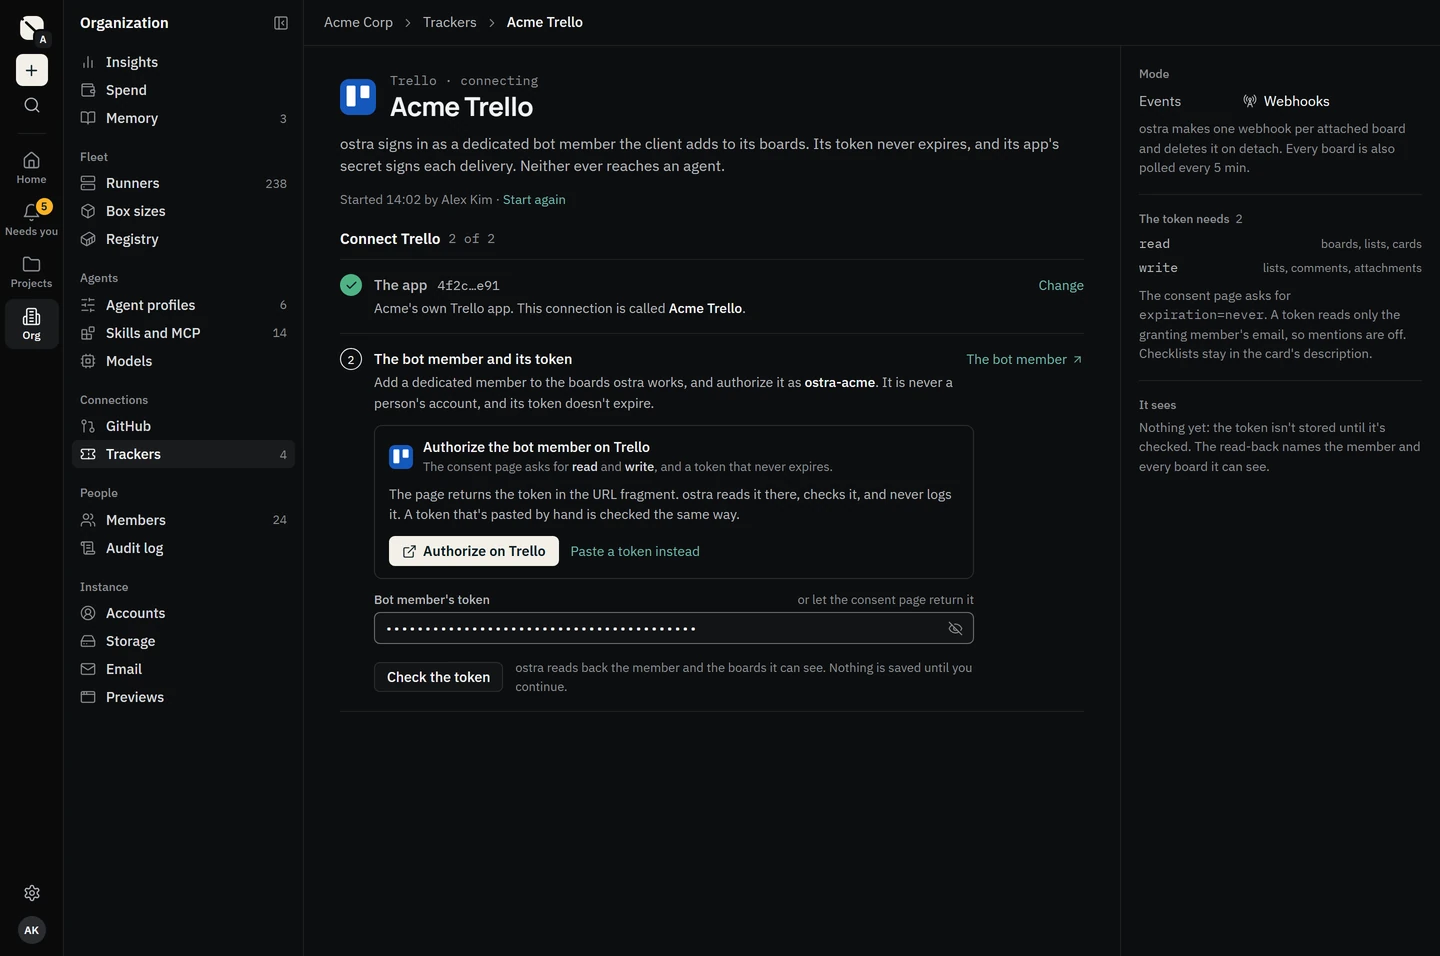 A
Home
5
Needs you
Projects
Org
AK
Organization
Insights
Spend
Memory 3
Fleet
Runners 238
Box sizes
Registry
Agents
Agent profiles 6
Skills and MCP 14
Models
Connections
GitHub
Trackers 4
People
Members 24
Audit log
Instance
Accounts
Storage
Email
Previews
Acme Corp > Trackers > Acme Trello
Trello · connecting
Acme Trello
ostra signs in as a dedicated bot member the client adds to its boards. Its token never expires, and its app's
secret signs each delivery. Neither ever reaches an agent.
Started 14:02 by Alex Kim · Start again
Connect Trello 2 of 2
The app 4f2c…e91 Change
Acme's own Trello app. This connection is called Acme Trello.
2 The bot member and its token The bot member ↗
Add a dedicated member to the boards ostra works, and authorize it as ostra-acme. It is never a
person's account, and its token doesn't expire.
Authorize the bot member on Trello
The consent page asks for read and write, and a token that never expires.
The page returns the token in the URL fragment. ostra reads it there, checks it, and never logs
it. A token that's pasted by hand is checked the same way.
Authorize on Trello Paste a token instead
Bot member's token or let the consent page return it
••••••••••••••••••••••••••••••••••••••••
Check the token
ostra reads back the member and the boards it can see. Nothing is saved until you
continue.
Mode
Events Webhooks
ostra makes one webhook per attached board
and deletes it on detach. Every board is also
polled every 5 min.
The token needs 2
read boards, lists, cards
write lists, comments, attachments
The consent page asks for
expiration=never. A token reads only the
granting member's email, so mentions are off.
Checklists stay in the card's description.
It sees
Nothing yet: the token isn't stored until it's
checked. The read-back names the member and
every board it can see.